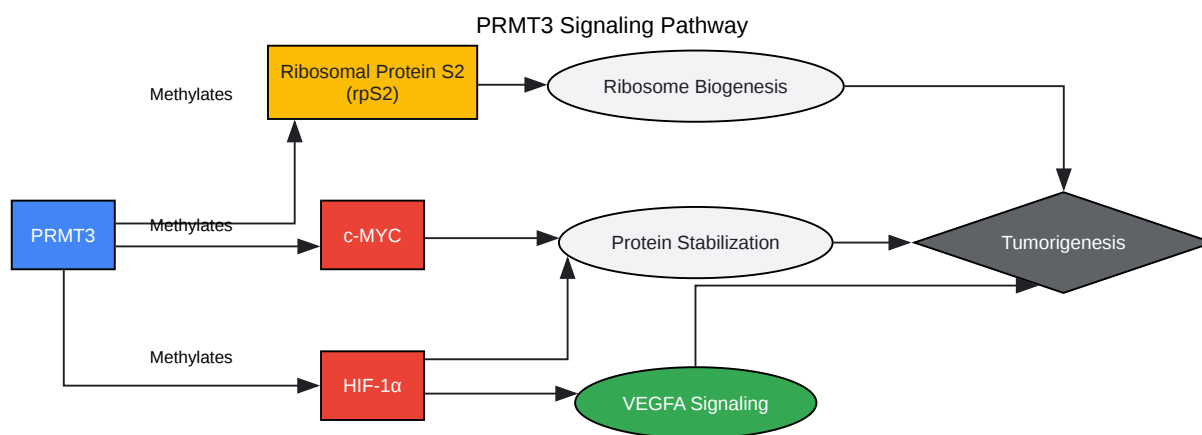 PRMT3 Signaling Pathway
Ribosomal Protein S2
(rpS2)
Ribosome Biogenesis
Methylates
PRMT3
Methylates
c-MYC
Protein Stabilization
Tumorigenesis
Methylates
HIF-1α
VEGFA Signaling